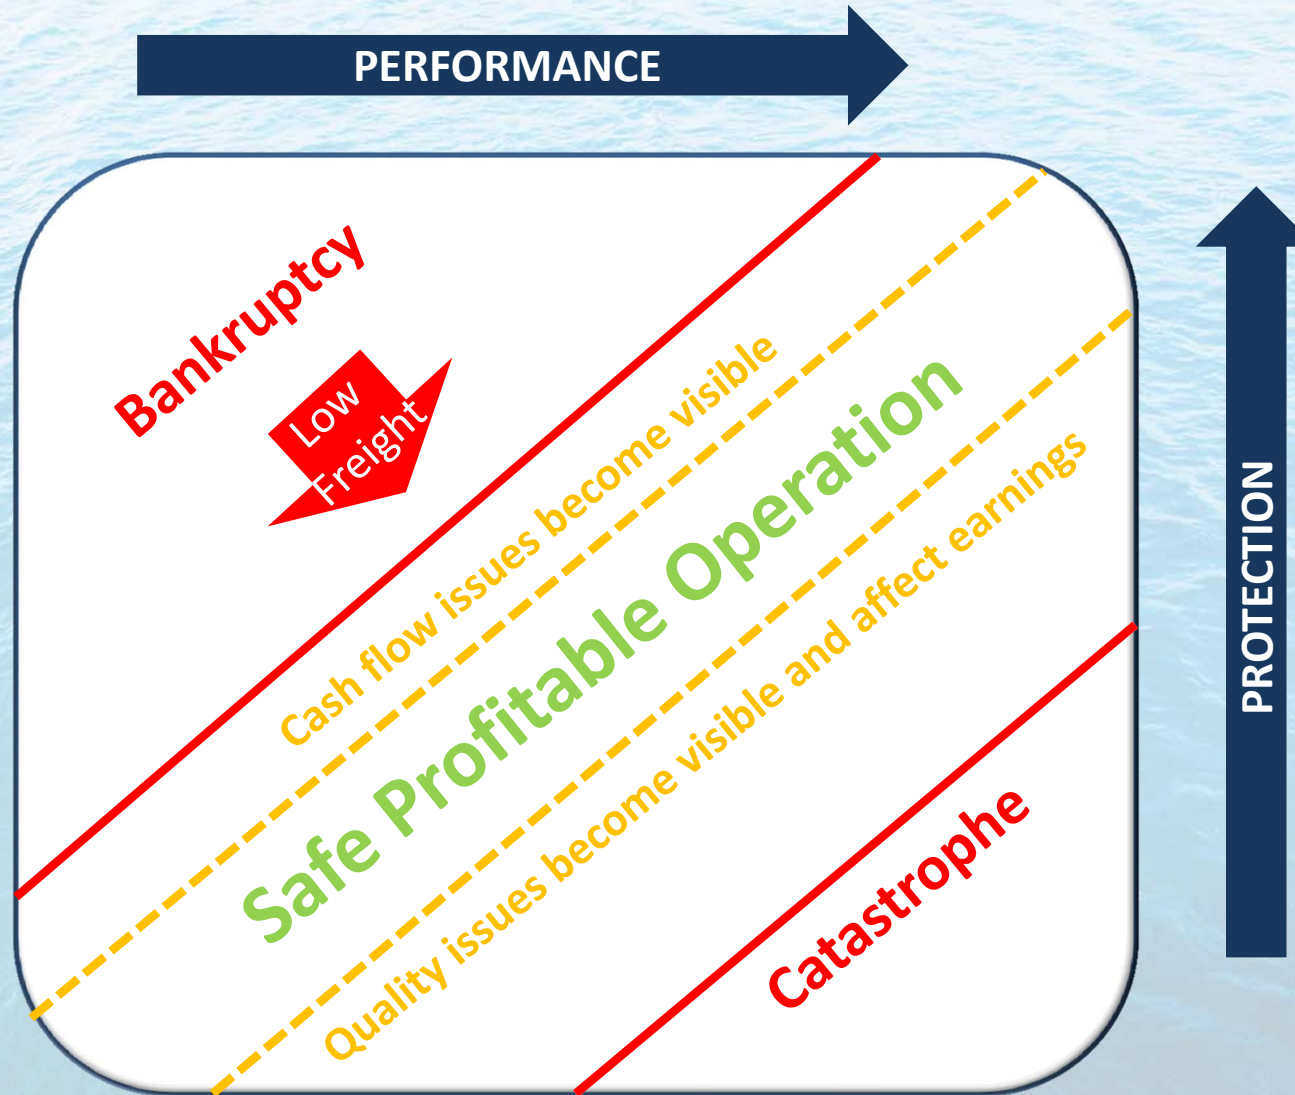 PERFORMANCE
Bankruptcy
Low
Freight
Cash flow issues become visible
Safe Profitable Operation
Quality issues become visible and affect earnings
Catastrophe
PROTECTION